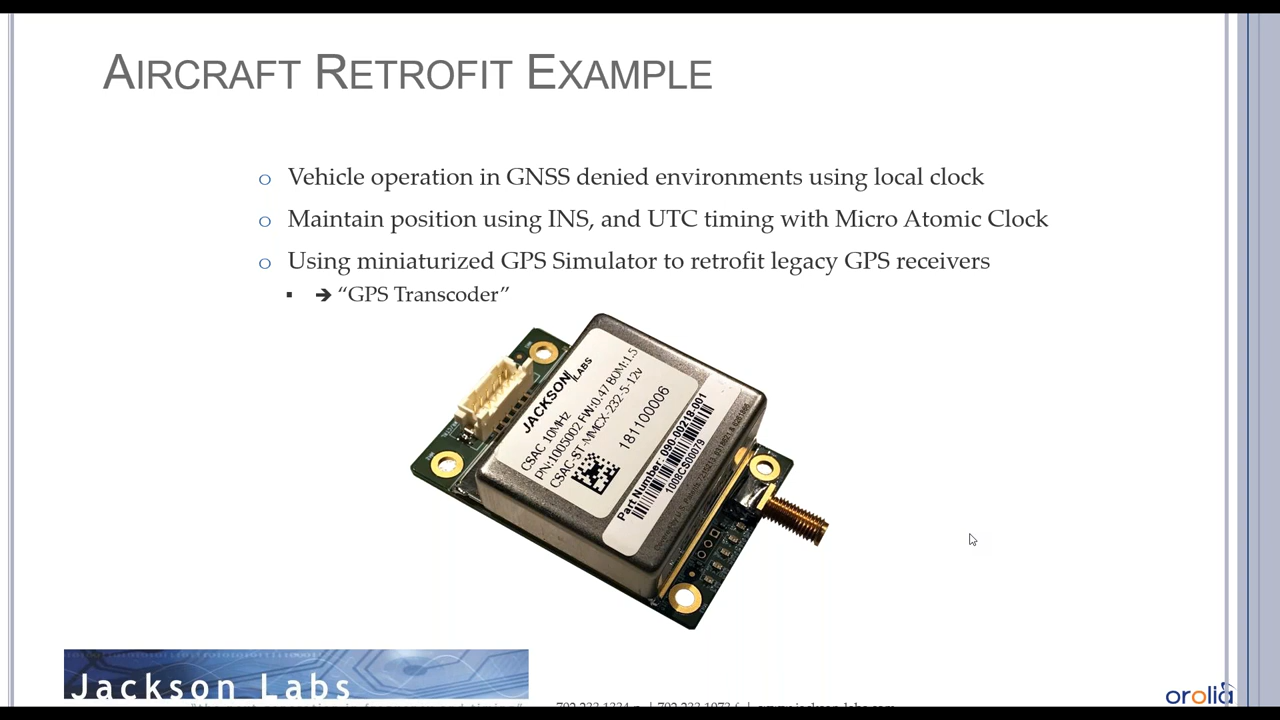 AIRCRAFT RETROFIT EXAMPLE
o Vehicle operation in GNSS denied environments using local clock
o Maintain position using INS, and UTC timing with Micro Atomic Clock
o Using miniaturized GPS Simulator to retrofit legacy GPS receivers
▪ ➔ “GPS Transcoder”
JACKSON LABS
CSAC 10MHz
PN:1005002 FW:0.47 BOM:1.5
CSAC-ST-MMCX-232-5-12v
181100006
Part Number: 090-00218-001
1008CS00079
Jackson Labs
orolia